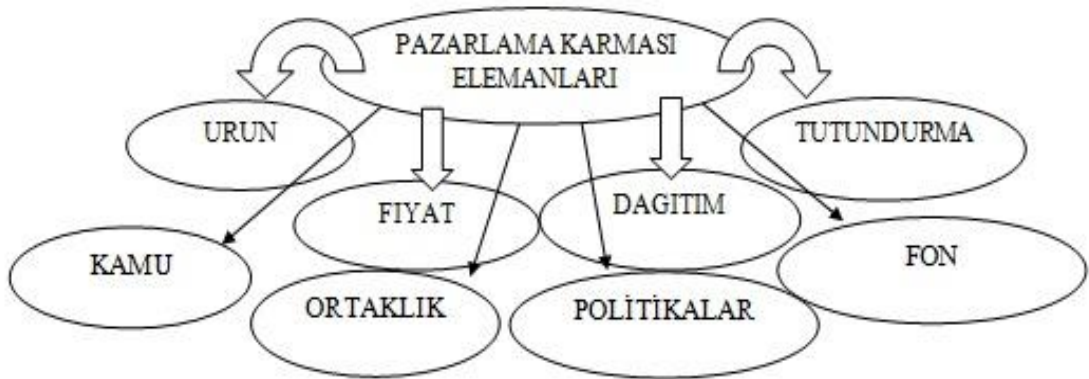 PAZARLAMA KARMASI
ELEMANLARI
URUN
TUTUNDURMA
FIYAT
DAGITIM
KAMU
FON
ORTAKLIK
POLİTİKALAR